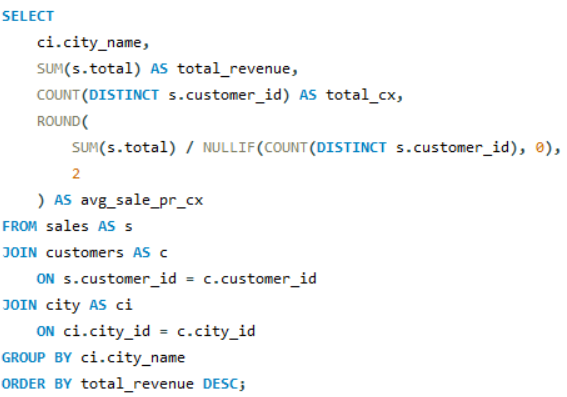 SELECT
    ci.city_name,
    SUM(s.total) AS total_revenue,
    COUNT(DISTINCT s.customer_id) AS total_cx,
    ROUND(
        SUM(s.total) / NULLIF(COUNT(DISTINCT s.customer_id), 0),
        2
    ) AS avg_sale_pr_cx
FROM sales AS s
JOIN customers AS c
    ON s.customer_id = c.customer_id
JOIN city AS ci
    ON ci.city_id = c.city_id
GROUP BY ci.city_name
ORDER BY total_revenue DESC;